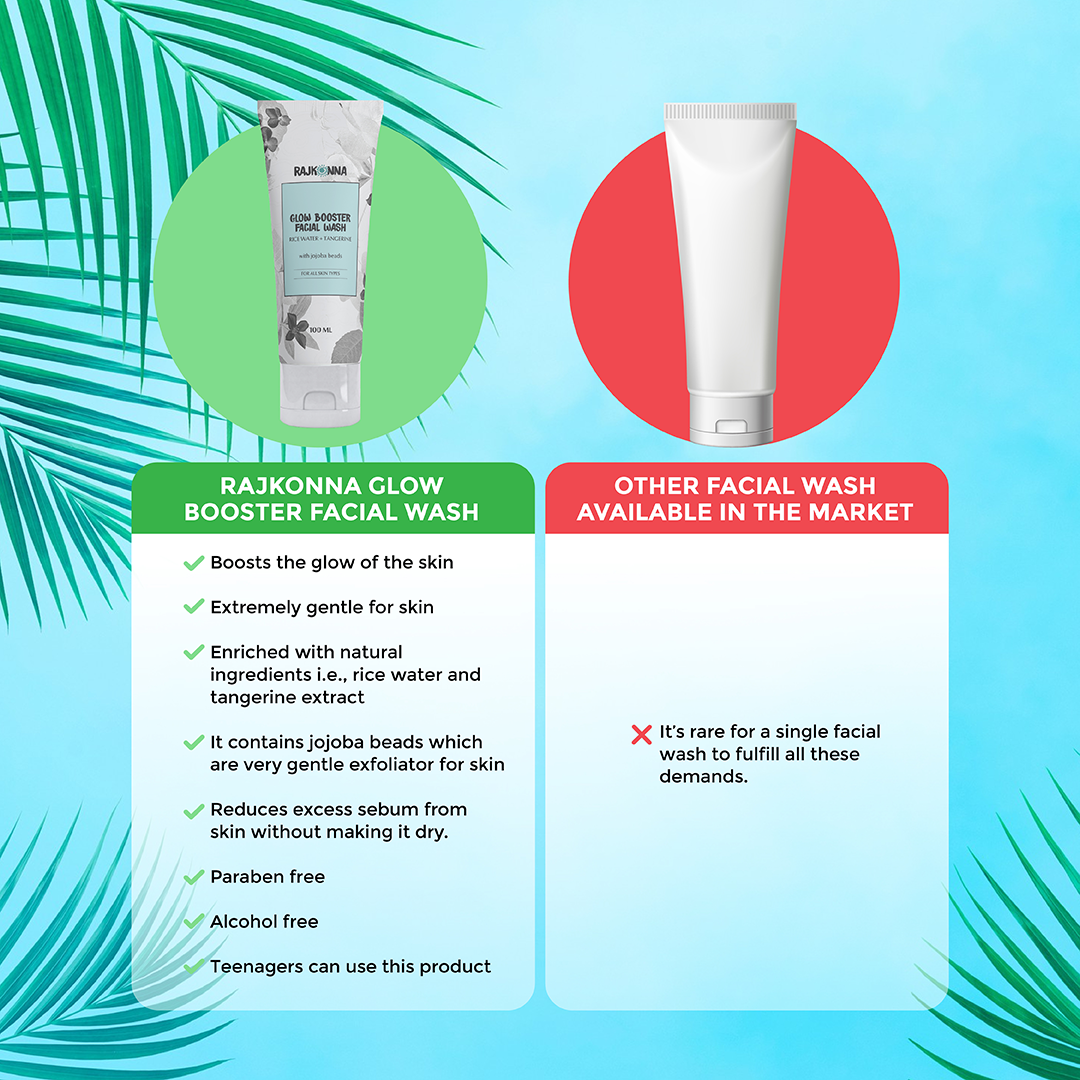 RAJKONNA
GLOW BOOSTER
FACIAL WASH
RICE WATER + TANGERINE
with jojoba beads
FOR ALL SKIN TYPES
100 ML
RAJKONNA GLOW
BOOSTER FACIAL WASH
Boosts the glow of the skin
Extremely gentle for skin
Enriched with natural
ingredients i.e., rice water and
tangerine extract
It contains jojoba beads which
are very gentle exfoliator for skin
Reduces excess sebum from
skin without making it dry.
Paraben free
Alcohol free
Teenagers can use this product
OTHER FACIAL WASH
AVAILABLE IN THE MARKET
It's rare for a single facial
wash to fulfill all these
demands.